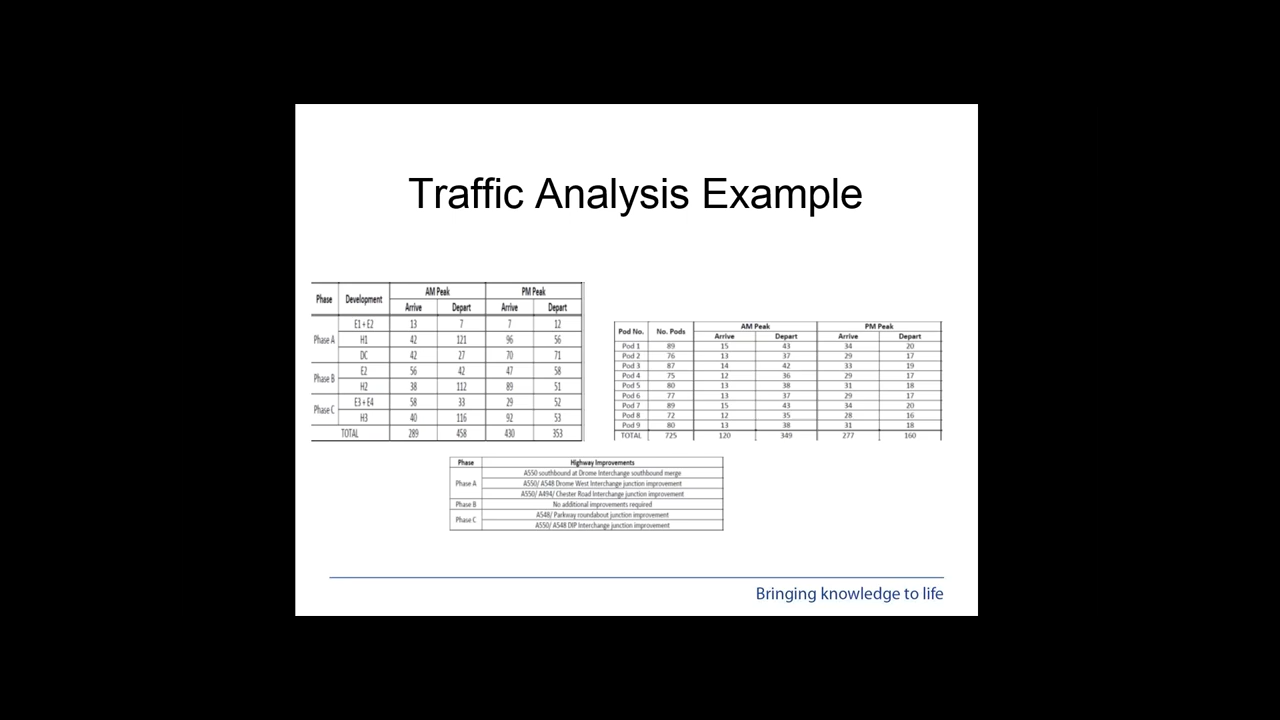 Traffic Analysis Example
Phase Development AM Peak PM Peak
Arrive Depart Arrive Depart
Phase A E1 + E2 13 7 7 12
H1 42 121 96 56
DC 42 27 70 71
Phase B E2 56 42 47 58
H2 38 112 89 51
Phase C E3 + E4 58 33 29 52
H3 40 116 92 53
TOTAL 289 458 430 353
Pod No. No. Pods AM Peak PM Peak
Arrive Depart Arrive Depart
Pod 1 89 15 43 34 20
Pod 2 76 13 37 29 17
Pod 3 87 14 42 33 19
Pod 4 75 12 36 29 17
Pod 5 80 13 38 31 18
Pod 6 77 13 37 29 17
Pod 7 89 15 43 34 20
Pod 8 72 12 35 28 16
Pod 9 80 13 38 31 18
TOTAL 725 120 349 277 160
Phase Highway Improvements
Phase A A550 southbound at Drome Interchange southbound merge
A550/ A548 Drome West Interchange junction improvement
A550/ A494/ Chester Road Interchange junction improvement
Phase B No additional improvements required
Phase C A548/ Parkway roundabout junction improvement
A550/ A548 DIP Interchange junction improvement
Bringing knowledge to life